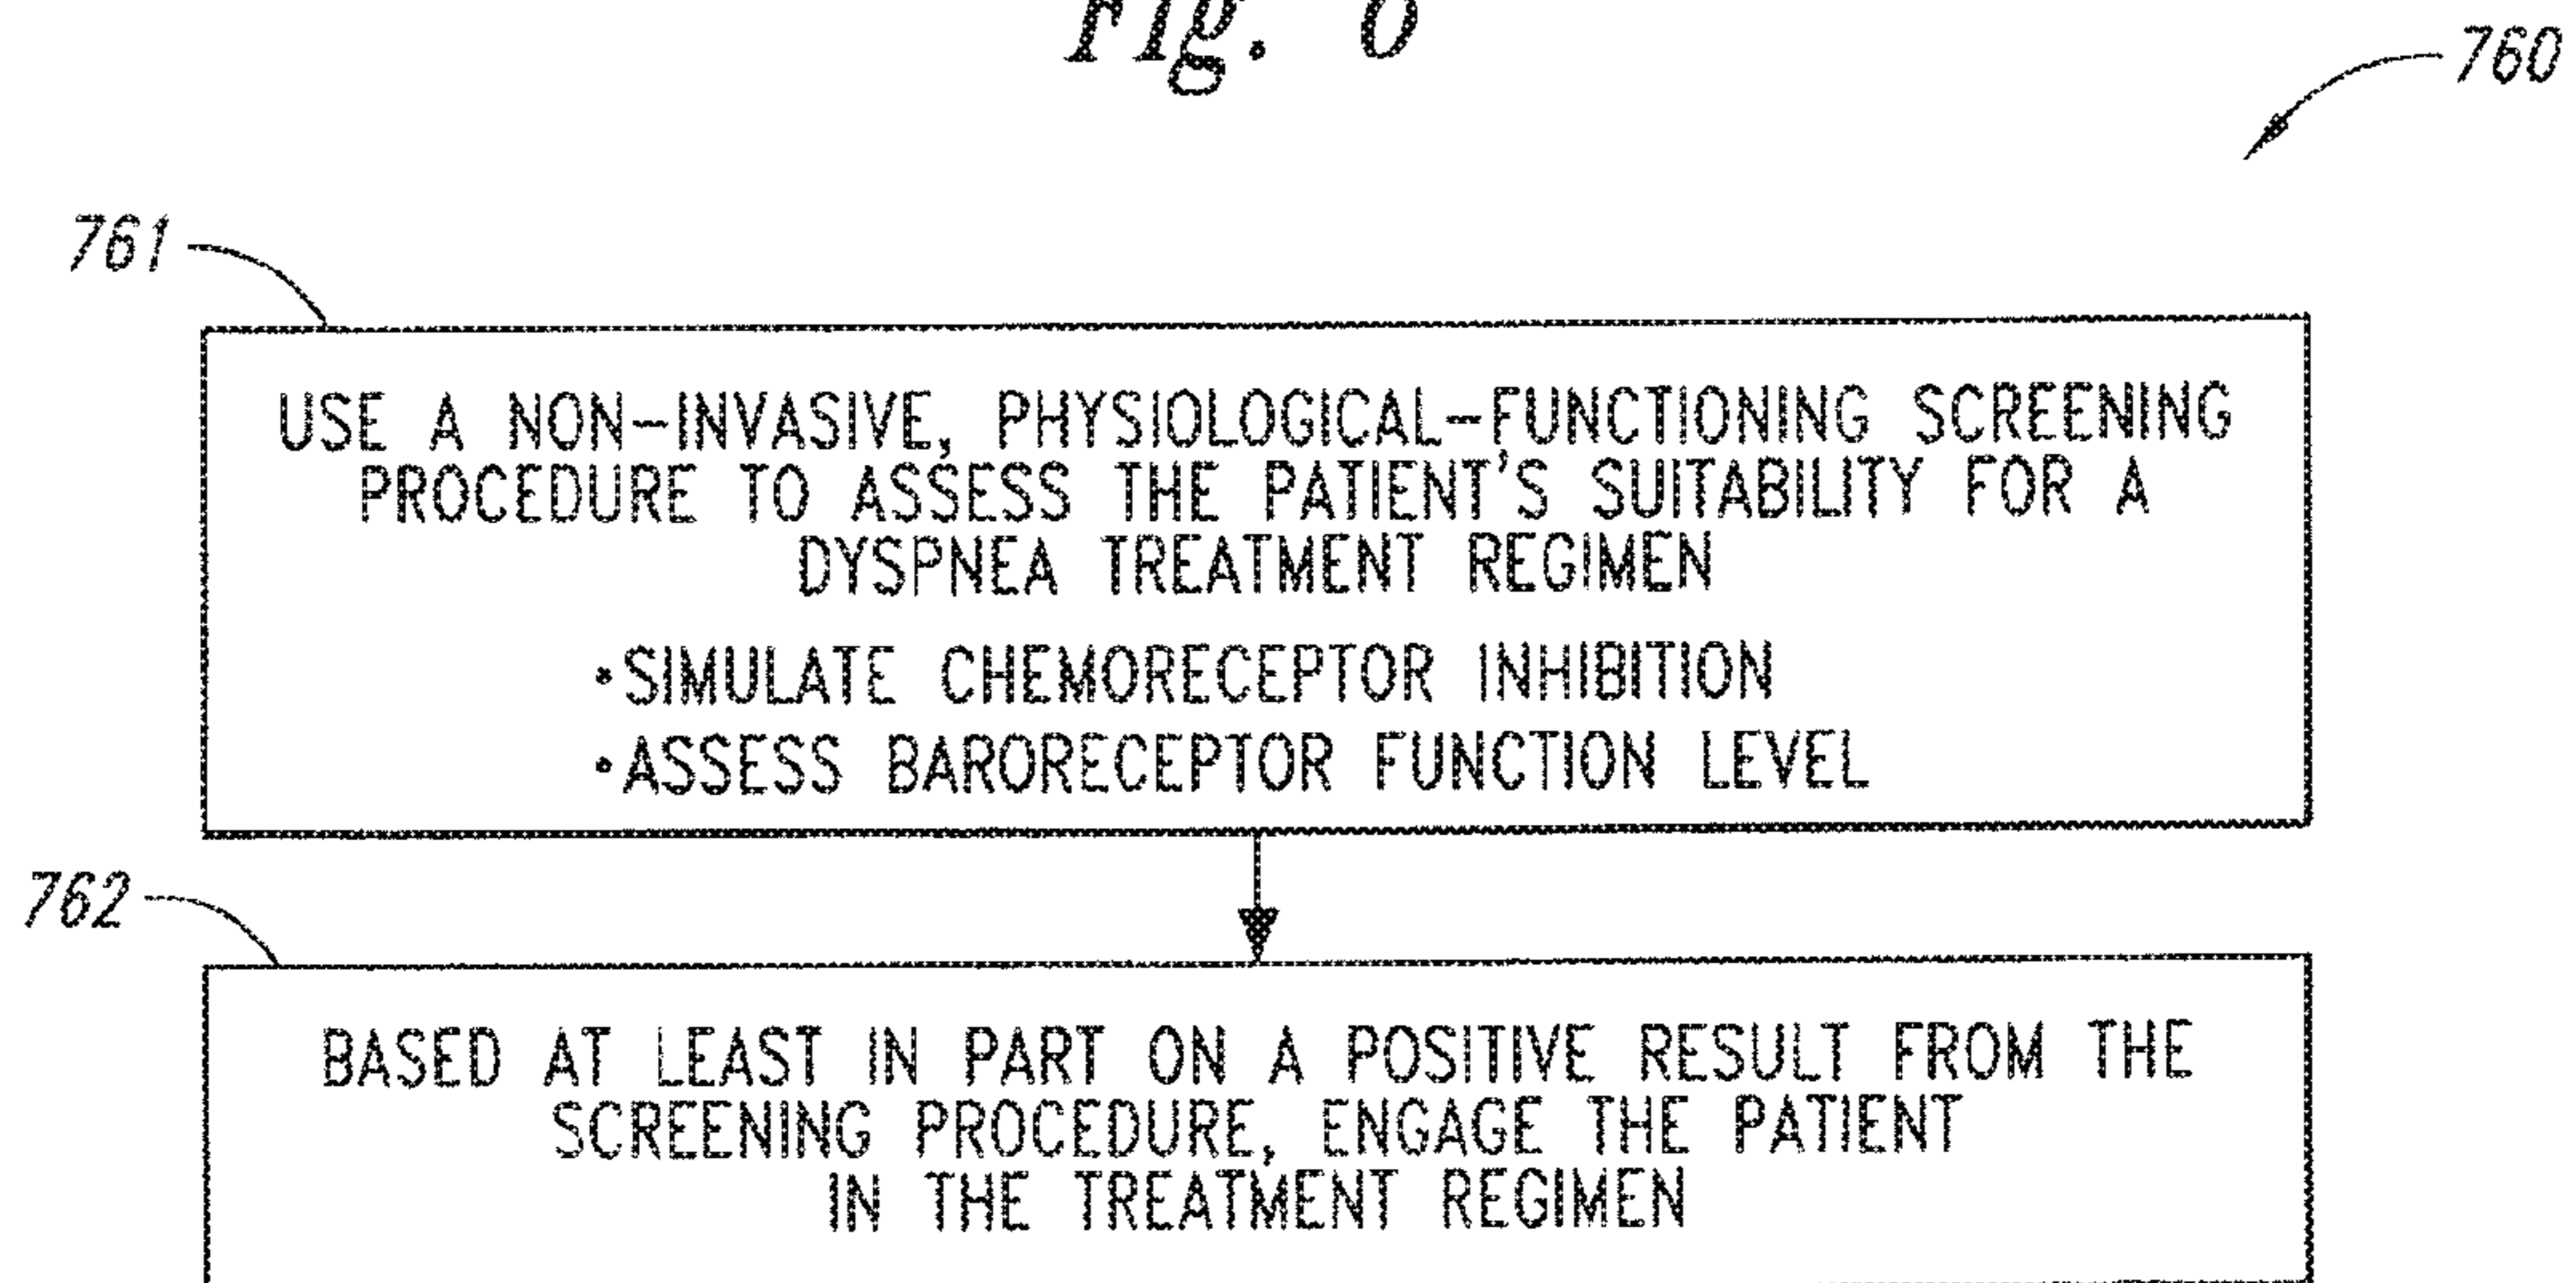 Fig.
760
761
USE A NON-INVASIVE, PHYSIOLOGICAL-FUNCTIONING SCREENING
PROCEDURE TO ASSESS THE PATIENT'S SUITABILITY FOR A
DYSPNEA TREATMENT REGIMEN
•SIMULATE CHEMORECEPTOR INHIBITION
•ASSESS BARORECEPTOR FUNCTION LEVEL
762
BASED AT LEAST IN PART ON A POSITIVE RESULT FROM THE
SCREENING PROCEDURE, ENGAGE THE PATIENT
IN THE TREATMENT REGIMEN